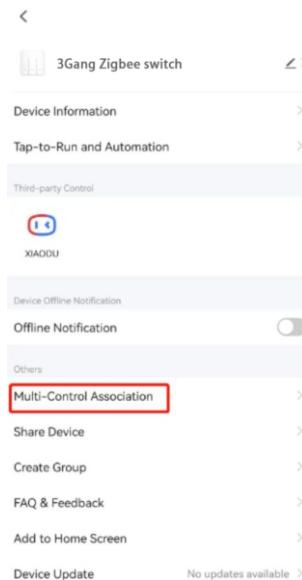 3Gang Zigbee switch
Device Information
Tap-to-Run and Automation
Third-party Control
XIAODU
Device Offline Notification
Offline Notification
Others
Multi-Control Association
Share Device
Create Group
FAQ & Feedback
Add to Home Screen
Device Update No updates available